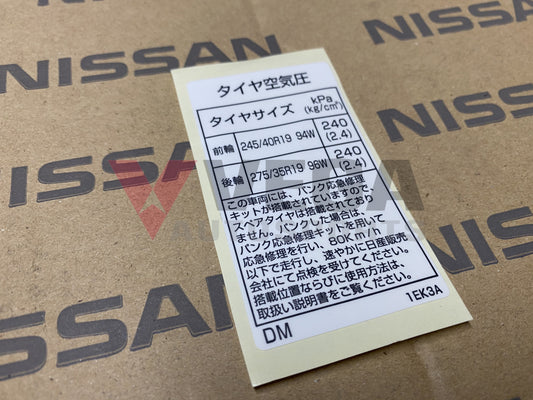 NISSAN
NISSAN
NISSAN
NISSAN
NISSAN
タイヤ空気圧
タイヤサイズ kPa (kg/cm²)
前輪 245/40R19 94W 240 (2.4)
後輪 275/35R19 96W 240 (2.4)
この車両には、パンク応急修理
キットが搭載されていますので、
スペアタイヤは搭載されており
ません。パンクした場合は、
パンク応急修理キットを用いて
応急修理を行い、80Km/h
以下で走行し、速やかに日産販売
会社にて点検を受けてください。
搭載位置ならびに使用方法は、
取扱い説明書をご覧ください。
1EK3A
DM